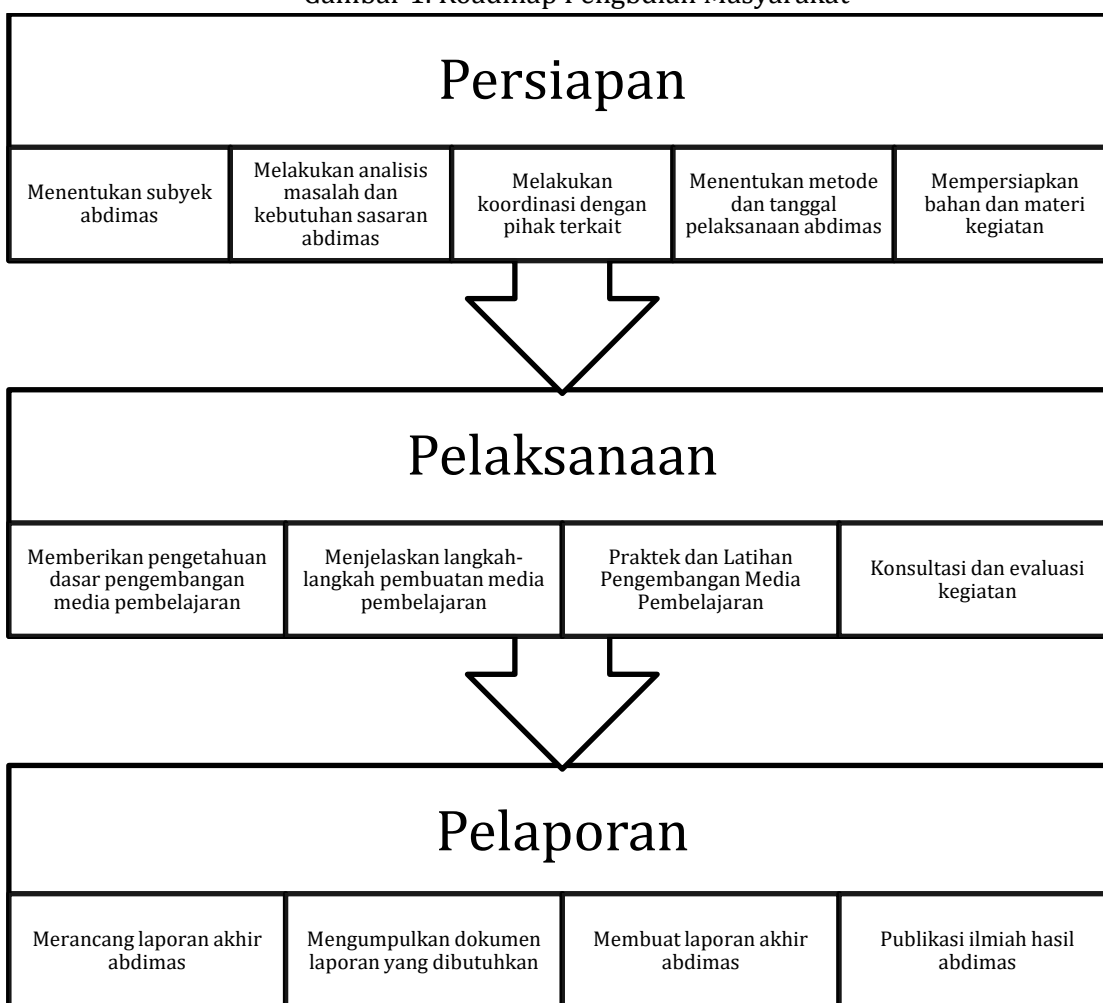 Gambar 1. Roadmap Pengbdian Masyarakat
Persiapan
Menentukan subyek
abdimas
Melakukan analisis
masalah dan
kebutuhan sasaran
abdimas
Melakukan
koordinasi dengan
pihak terkait
Menentukan metode
dan tanggal
pelaksanaan abdimas
Mempersiapkan
bahan dan materi
kegiatan
Pelaksanaan
Memberikan pengetahuan
dasar pengembangan
media pembelajaran
Menjelaskan langkah-
langkah pembuatan media
pembelajaran
Praktek dan Latihan
Pengembangan Media
Pembelajaran
Konsultasi dan evaluasi
kegiatan
Pelaporan
Merancang laporan akhir
abdimas
Mengumpulkan dokumen
laporan yang dibutuhkan
Membuat laporan akhir
abdimas
Publikasi ilmiah hasil
abdimas